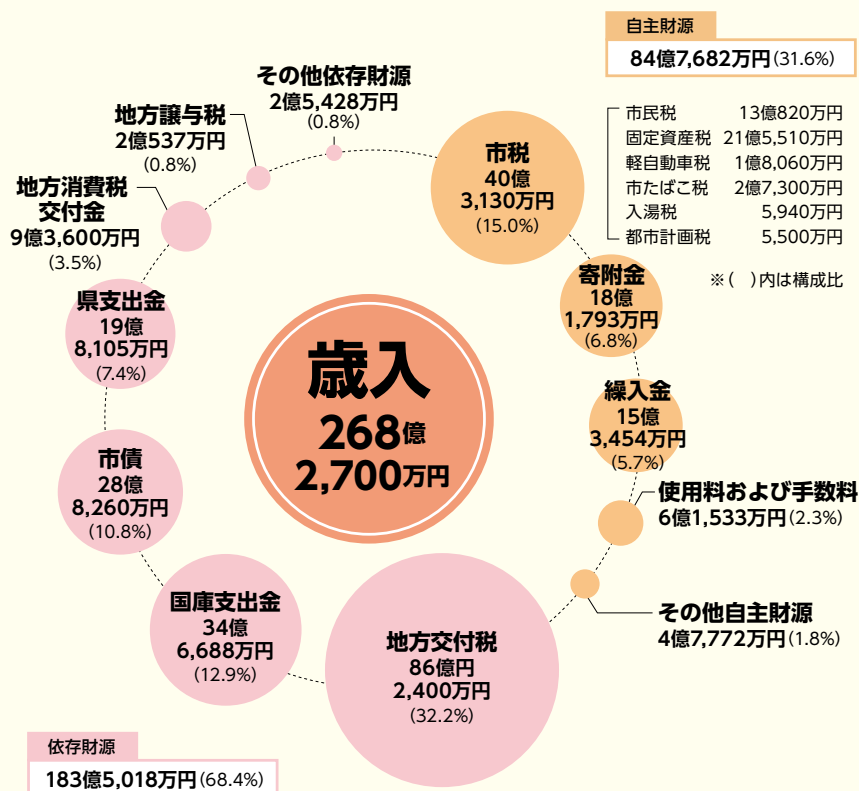 自主財源
84億7,682万円(31.6%)
市民税 13億820万円
固定資産税 21億5,510万円
軽自動車税 1億8,060万円
市たばこ税 2億7,300万円
入湯税 5,940万円
都市計画税 5,500万円
※( )内は構成比
歳入
268億
2,700万円
市税
40億
3,130万円
(15.0%)
寄附金
18億
1,793万円
(6.8%)
繰入金
15億
3,454万円
(5.7%)
使用料および手数料
6億1,533万円(2.3%)
その他自主財源
4億7,772万円(1.8%)
地方交付税
86億円
2,400万円
(32.2%)
国庫支出金
34億
6,688万円
(12.9%)
市債
28億
8,260万円
(10.8%)
県支出金
19億
8,105万円
(7.4%)
地方消費税
交付金
9億3,600万円
(3.5%)
地方譲与税
2億537万円
(0.8%)
その他依存財源
2億5,428万円
(0.8%)
依存財源
183億5,018万円(68.4%)